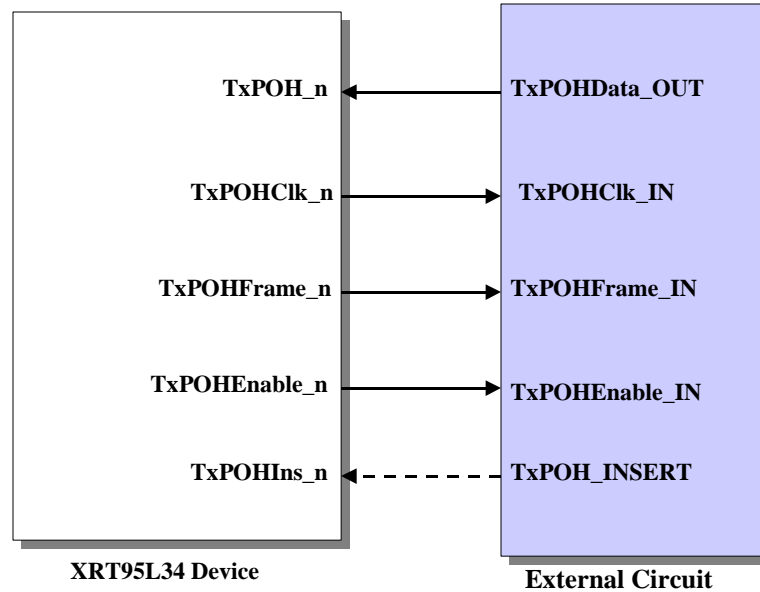 TxPOH_n
TxPOHData_OUT
TxPOHClk_n
TxPOHClk_IN
TxPOHFrame_n
TxPOHFrame_IN
TxPOHEnable_n
TxPOHEnable_IN
TxPOHIns_n
TxPOH_INSERT
XRT95L34 Device
External Circuit